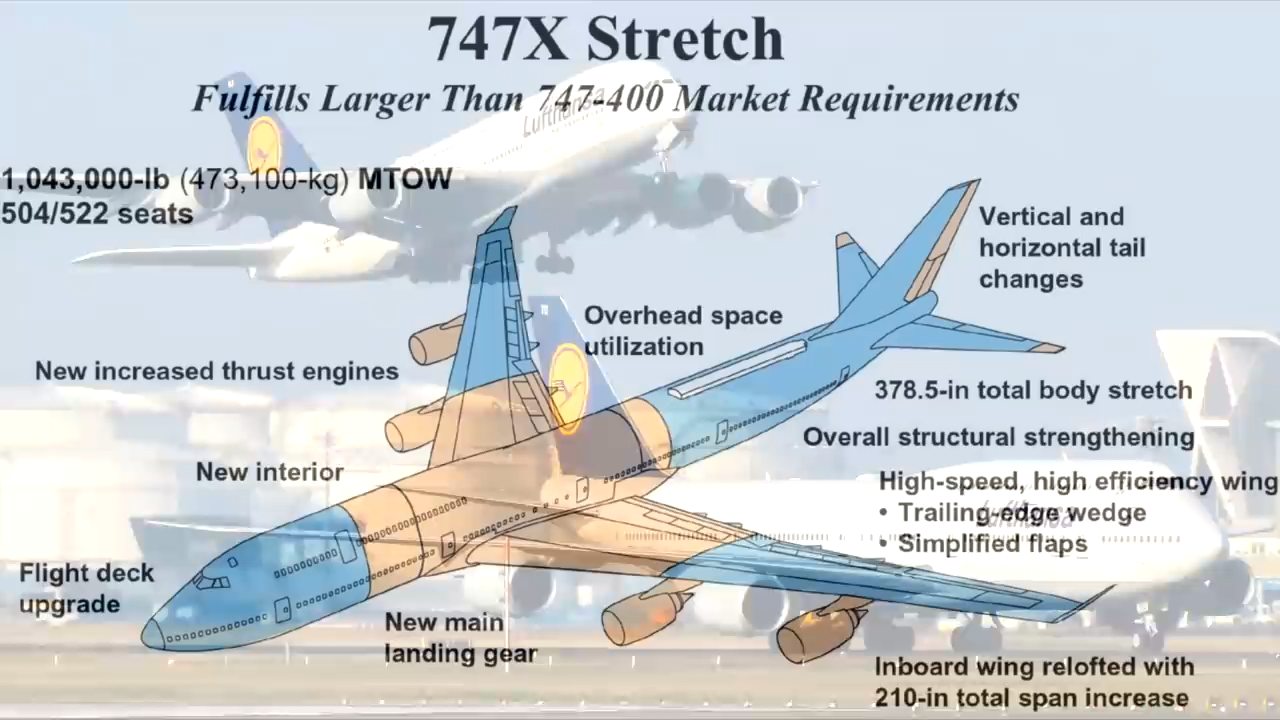 747X Stretch
Fulfills Larger Than 747-400 Market Requirements
Lufthansa
1,043,000-lb (473,100-kg) MTOW
504/522 seats
Vertical and
horizontal tail
changes
Overhead space
utilization
New increased thrust engines
378.5-in total body stretch
Overall structural strengthening
New interior
High-speed, high efficiency wing
• Trailing-edge wedge
• Simplified flaps
Lufthansa
Flight deck
upgrade
New main
landing gear
Inboard wing relofted with
210-in total span increase